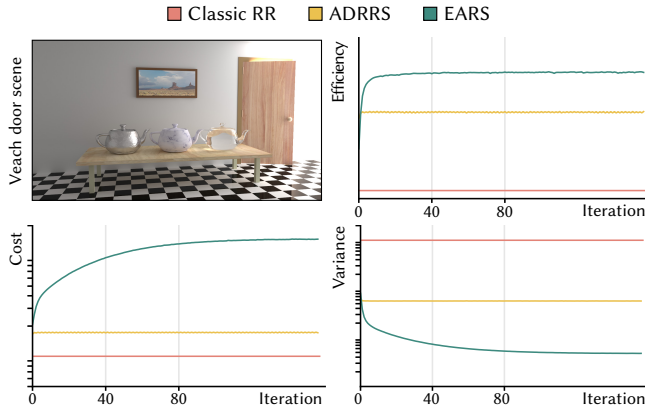 Classic RR ADRRS EARS
Veach door scene
Efficiency
0 40 80 Iteration
Cost
0 40 80 Iteration
Variance
0 40 80 Iteration